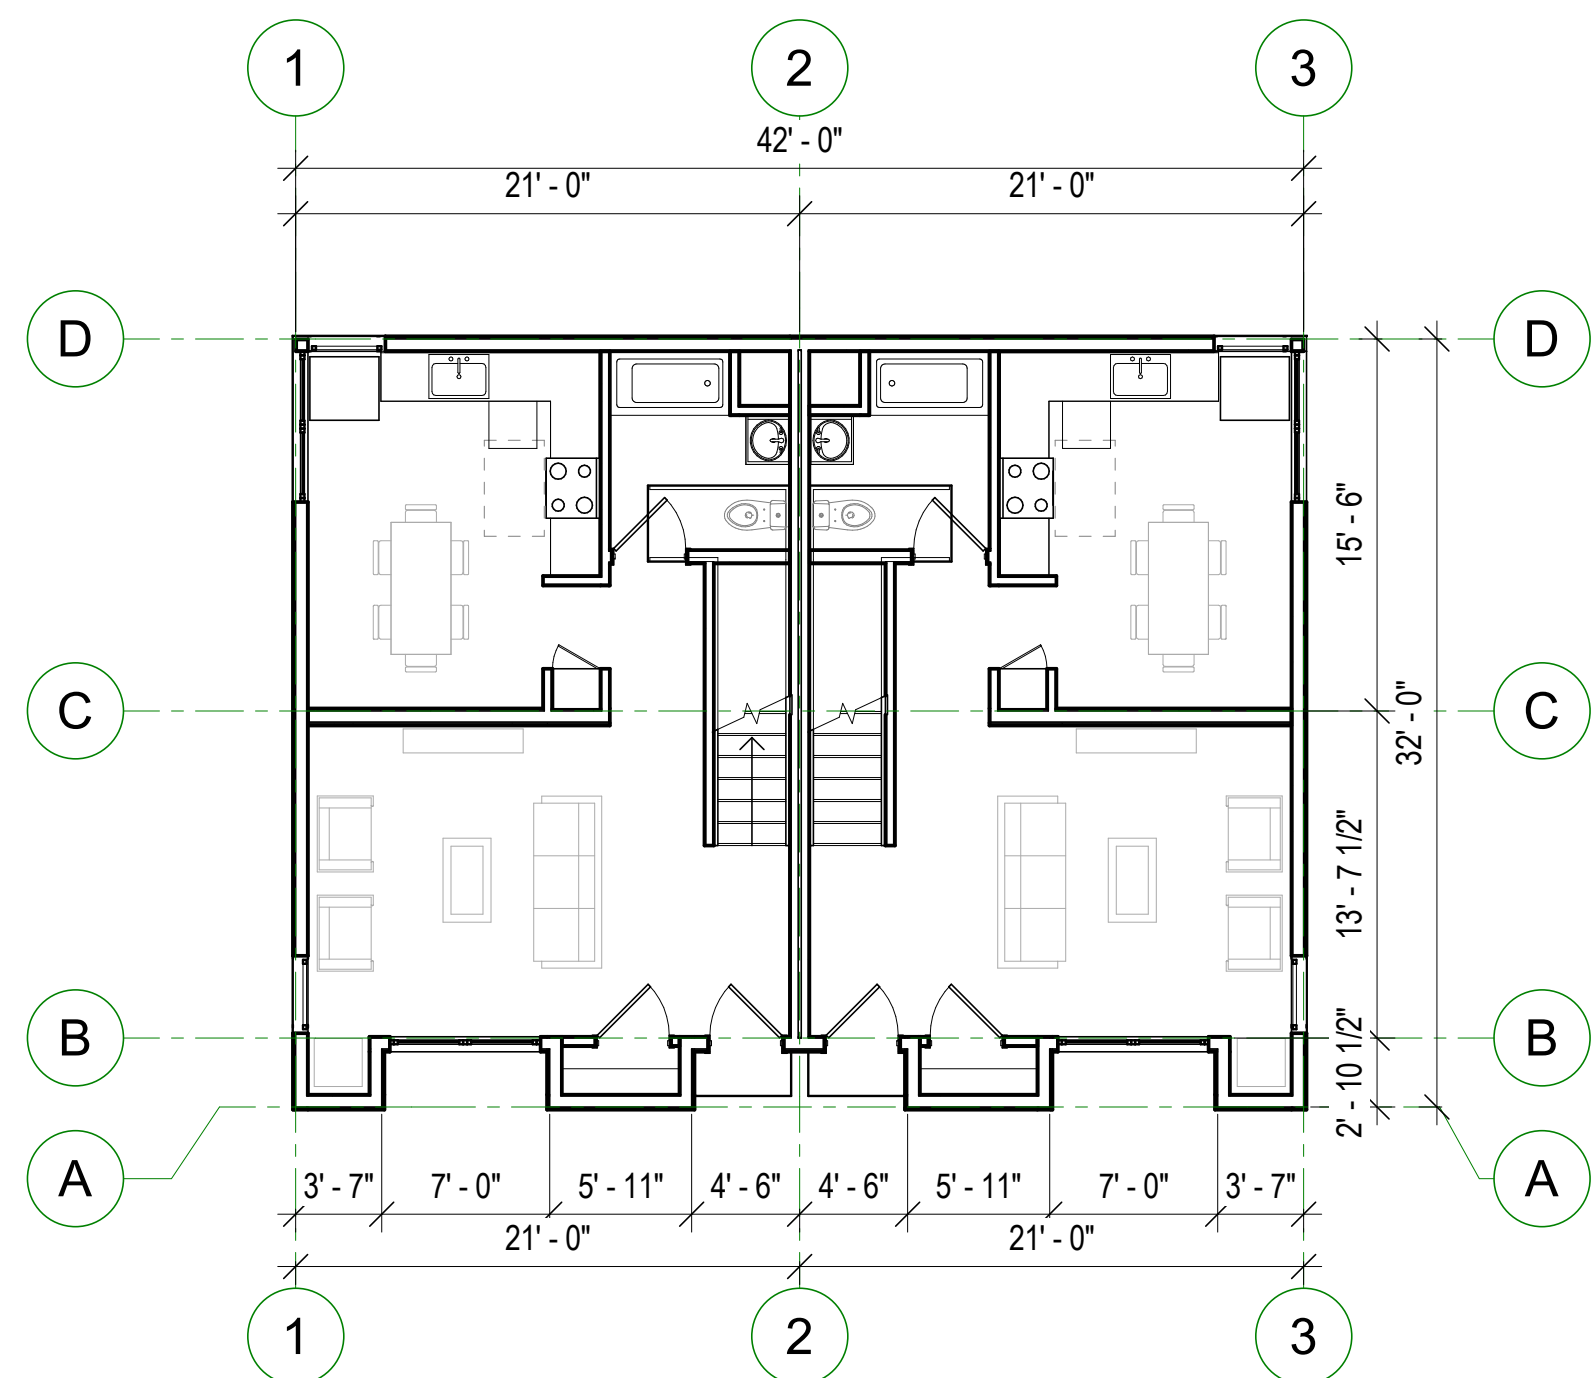 1 2 3
42' - 0"
21' - 0" 21' - 0"
D D
15' - 6"
C C
32' - 0"
13' - 7 1/2"
B B
2' - 10 1/2"
A A
3' - 7" 7' - 0" 5' - 11" 4' - 6" 4' - 6" 5' - 11" 7' - 0" 3' - 7"
21' - 0" 21' - 0"
1 2 3